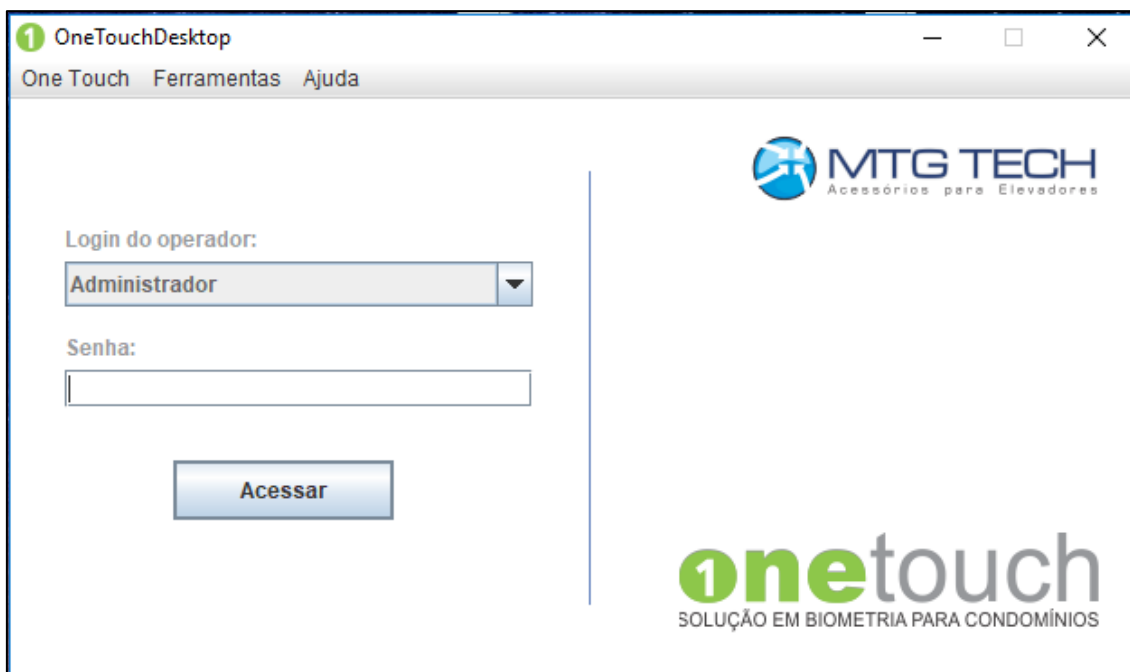 OneTouchDesktop
One Touch Ferramentas Ajuda
MTG TECH
Acessórios para Elevadores
Login do operador:
Administrador
Senha:
Acessar
1
onetouch
SOLUÇÃO EM BIOMETRIA PARA CONDOMÍNIOS